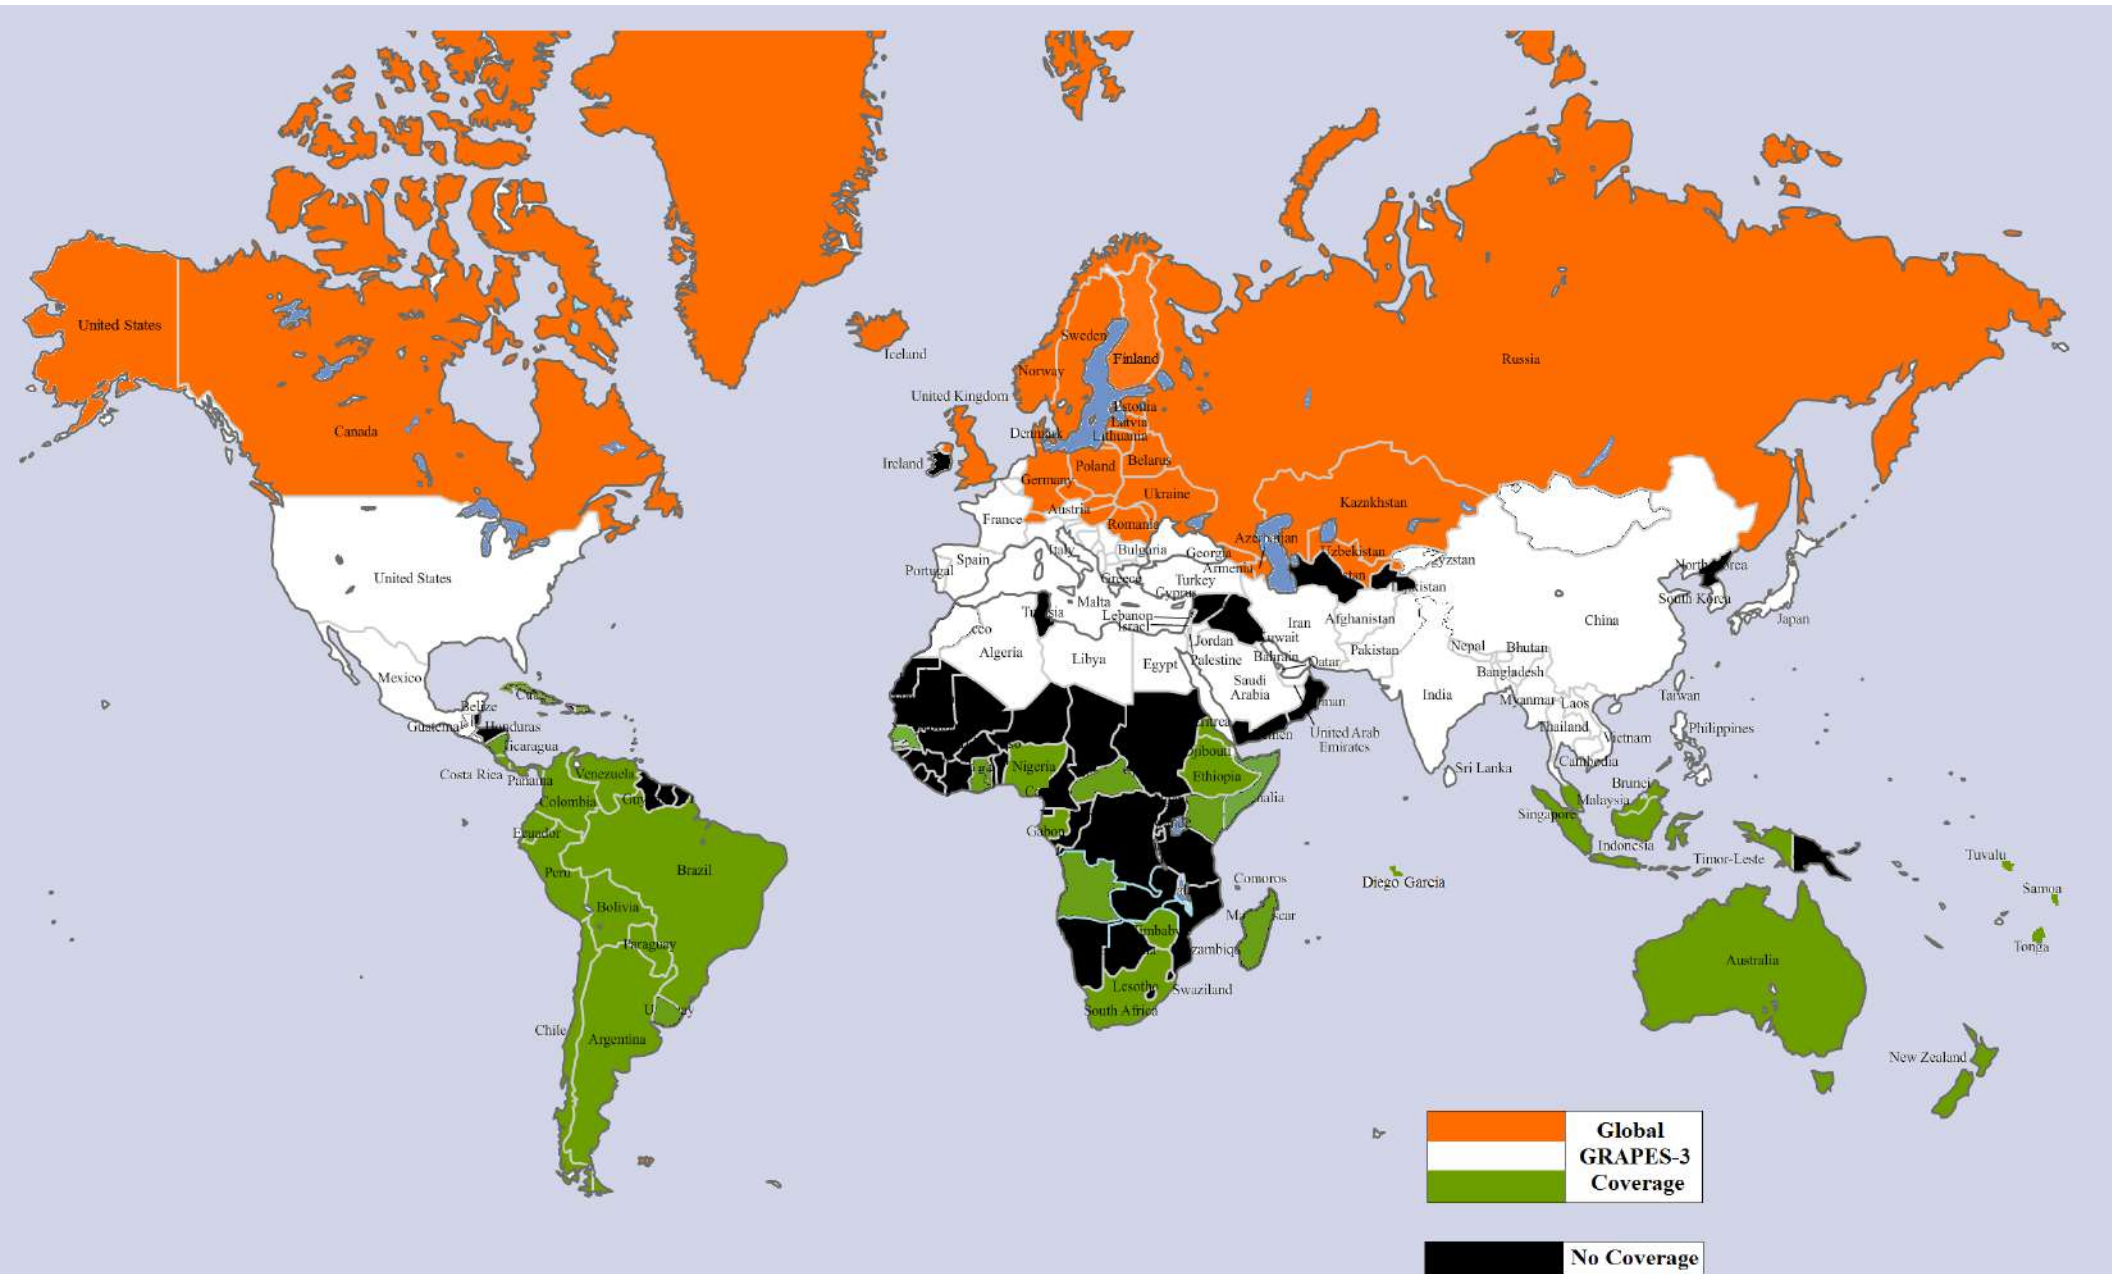 United States
Iceland
Sweden
Finland
Russia
Norway
United Kingdom
Canada
Estonia
Latvia
Denmark
Lithuania
Ireland
Poland
Belarus
Germany
Ukraine
Kazakhstan
Austria
France
Romania
Azerbaijan
Italy
Bulgaria
Georgia
Uzbekistan
Spain
Portugal
Armenia
Greece
Turkey
Cyprus
Malta
Lebanon
Israel
United States
North Korea
South Korea
Japan
China
Iran
Afghanistan
Algeria
Libya
Egypt
Jordan
Palestine
Bahrain
Qatar
Pakistan
Nepal
Bhutan
Bangladesh
Mexico
Saudi
Arabia
India
Myanmar
Laos
Taiwan
Belize
Honduras
Nicaragua
United Arab
Emirates
Thailand
Vietnam
Philippines
Costa Rica
Panama
Venezuela
Nigeria
Djibouti
Ethiopia
Sri Lanka
Cambodia
Brunei
Colombia
Malaysia
Singapore
Ecuador
Gabon
Indonesia
Timor-Leste
Tuvalu
Peru
Brazil
Comoros
Diego Garcia
Samoa
Bolivia
Paraguay
Tonga
Australia
Lesotho
Swaziland
South Africa
Chile
Argentina
New Zealand
Global
GRAPES-3
Coverage
No Coverage